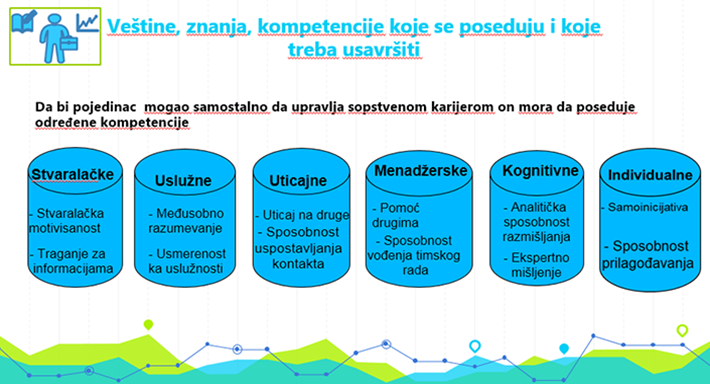 Veštine, znanja, kompetencije koje se poseduju i koje
treba usavršiti
Da bi pojedinac mogao samostalno da upravlja sopstvenom karijerom on mora da poseduje
određene kompetencije
Stvaralačke
- Stvaralačka
motivisanost
- Traganje za
informacijama
Uslužne
- Međusobno
razumevanje
- Usmerenost
ka uslužnosti
Uticajne
- Uticaj na druge
- Sposobnost
uspostavljanja
kontakta
Menadžerske
- Pomoć
drugima
- Sposobnost
vođenja timskog
rada
Kognitivne
- Analitička
sposobnost
razmišljanja
- Ekspertno
mišljenje
Individualne
- Samoinicijativa
- Sposobnost
prilagođavanja